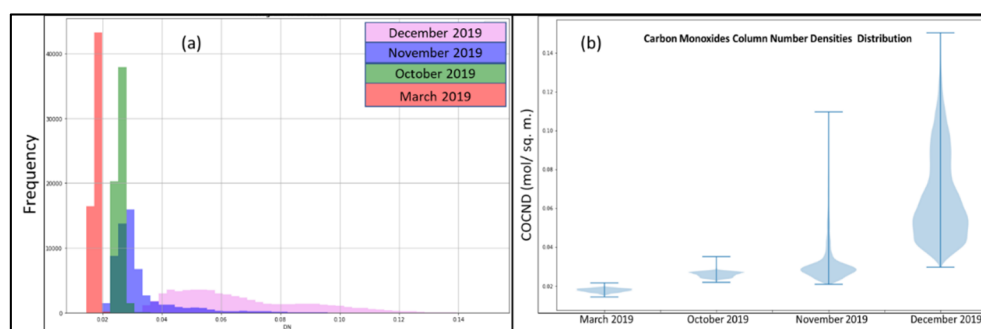 (a)
December 2019
November 2019
October 2019
March 2019
Frequency
40000
30000
20000
10000
0
0.02
0.04
0.06
0.08
0.10
0.12
0.14
DN
(b)
Carbon Monoxides Column Number Densities Distribution
COCND (mol/ sq. m.)
0.14
0.12
0.10
0.08
0.06
0.04
0.02
March 2019
October 2019
November 2019
December 2019